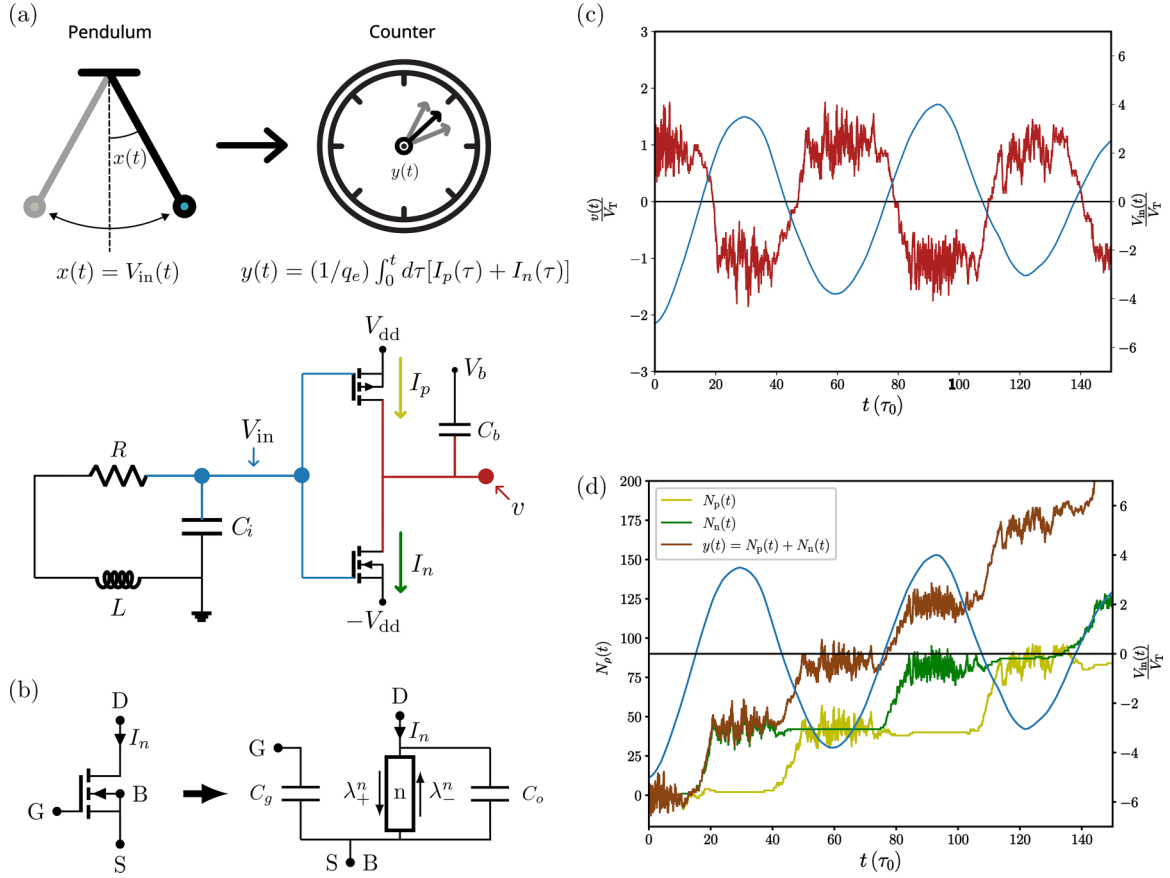 (a)
Pendulum
Counter
x(t)
y(t)
x(t) = V_in(t)
y(t) = (1/q_e) ∫_0^t dτ[I_p(τ) + I_n(τ)]
V_dd
I_p
V_b
C_b
V_in
R
C_i
v
L
I_n
−V_dd
(b)
D
I_n
G
B
S
D
I_n
G
C_g
λ_+^n
n
λ_-^n
C_o
S
B
(c)
3
2
1
0
−1
−2
−3
v(t)/V_T
6
4
2
0
−2
−4
−6
V_in(t)/V_T
0
20
40
60
80
100
120
140
t (τ_0)
(d)
200
175
150
125
100
75
50
25
0
N_ρ(t)
N_p(t)
N_n(t)
y(t) = N_p(t) + N_n(t)
6
4
2
0
−2
−4
−6
V_in(t)/V_T
0
20
40
60
80
100
120
140
t (τ_0)